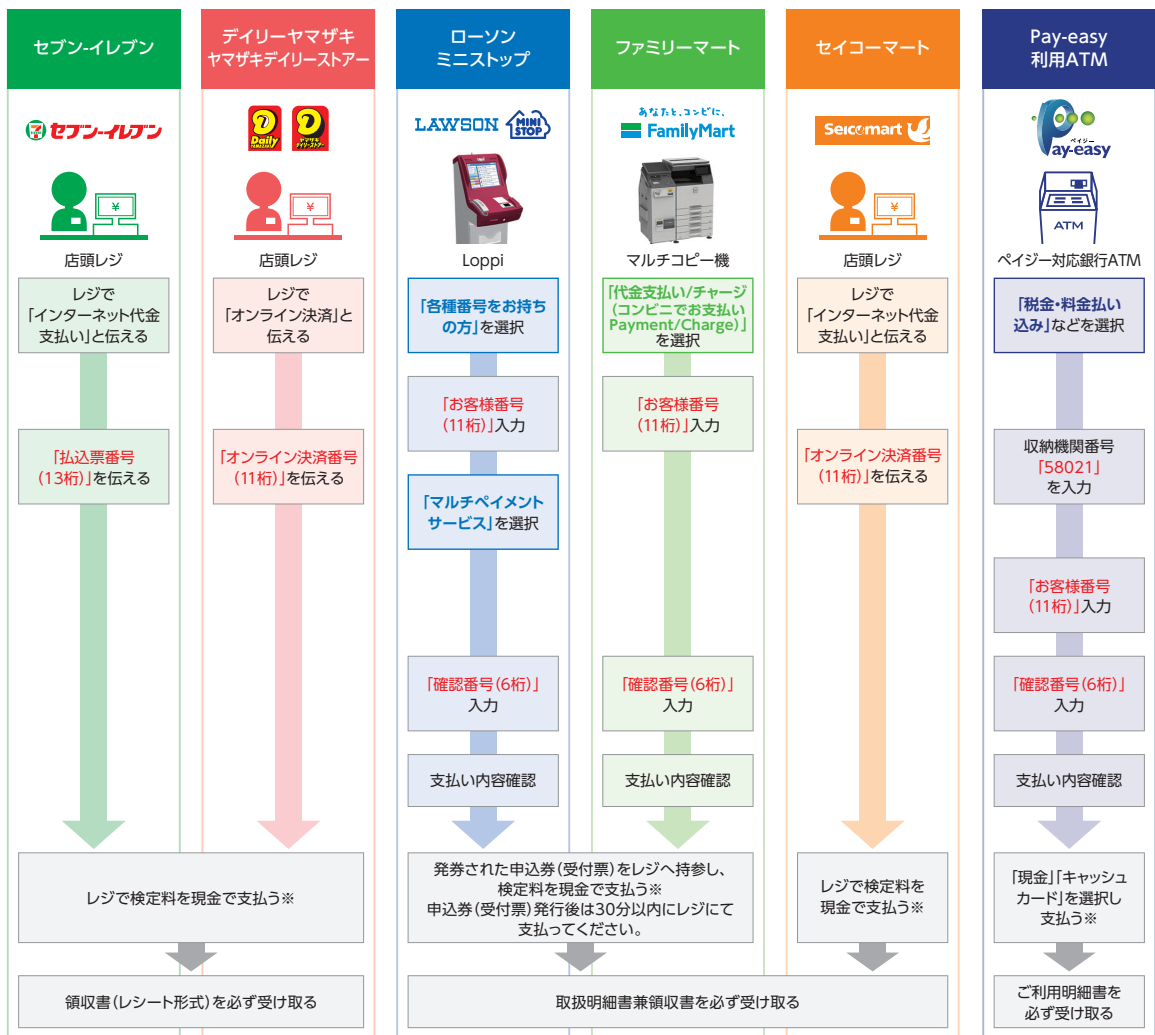 セブン-イレブン
デイリーヤマザキ
ヤマザキデイリーストアー
ローソン
ミニストップ
ファミリーマート
セイコーマート
Pay-easy
利用ATM
セブン-イレブン
Daily
ヤマザキ
デイリーストアー
LAWSON
MINI
STOP
あなたと、コンビに、
FamilyMart
Seicomart
ペイジー
Pay-easy
¥
¥
¥
ATM
店頭レジ
店頭レジ
Loppi
マルチコピー機
店頭レジ
ペイジー対応銀行ATM
レジで
「インターネット代金
支払い」と伝える
レジで
「オンライン決済」と
伝える
「各種番号をお持ち
の方」を選択
「代金支払い/チャージ
(コンビニでお支払い
Payment/Charge)」
を選択
レジで
「インターネット代金
支払い」と伝える
「税金・料金払い
込み」などを選択
「お客様番号
(11桁)」入力
「お客様番号
(11桁)」入力
「払込票番号
(13桁)」を伝える
「オンライン決済番号
(11桁)」を伝える
「マルチペイメント
サービス」を選択
「オンライン決済番号
(11桁)」を伝える
収納機関番号
「58021」
を入力
「お客様番号
(11桁)」入力
「確認番号(6桁)」
入力
「確認番号(6桁)」
入力
「確認番号(6桁)」
入力
支払い内容確認
支払い内容確認
支払い内容確認
レジで検定料を現金で支払う※
発券された申込券(受付票)をレジへ持参し、
検定料を現金で支払う※
申込券(受付票)発行後は30分以内にレジにて
支払ってください。
レジで検定料を
現金で支払う※
「現金」「キャッシュ
カード」を選択し
支払う※
領収書(レシート形式)を必ず受け取る
取扱明細書兼領収書を必ず受け取る
ご利用明細書を
必ず受け取る